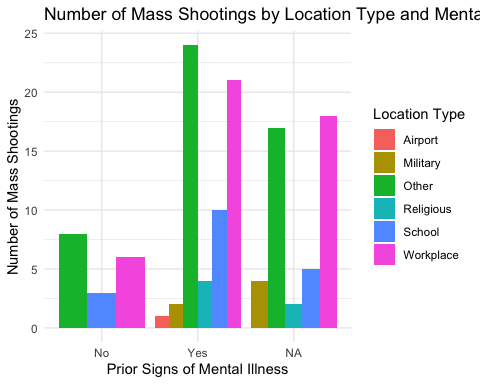 Number of Mass Shootings by Location Type and Menta
25
20
15
10
5
0
Number of Mass Shootings
No
Yes
NA
Prior Signs of Mental Illness
Location Type
Airport
Military
Other
Religious
School
Workplace